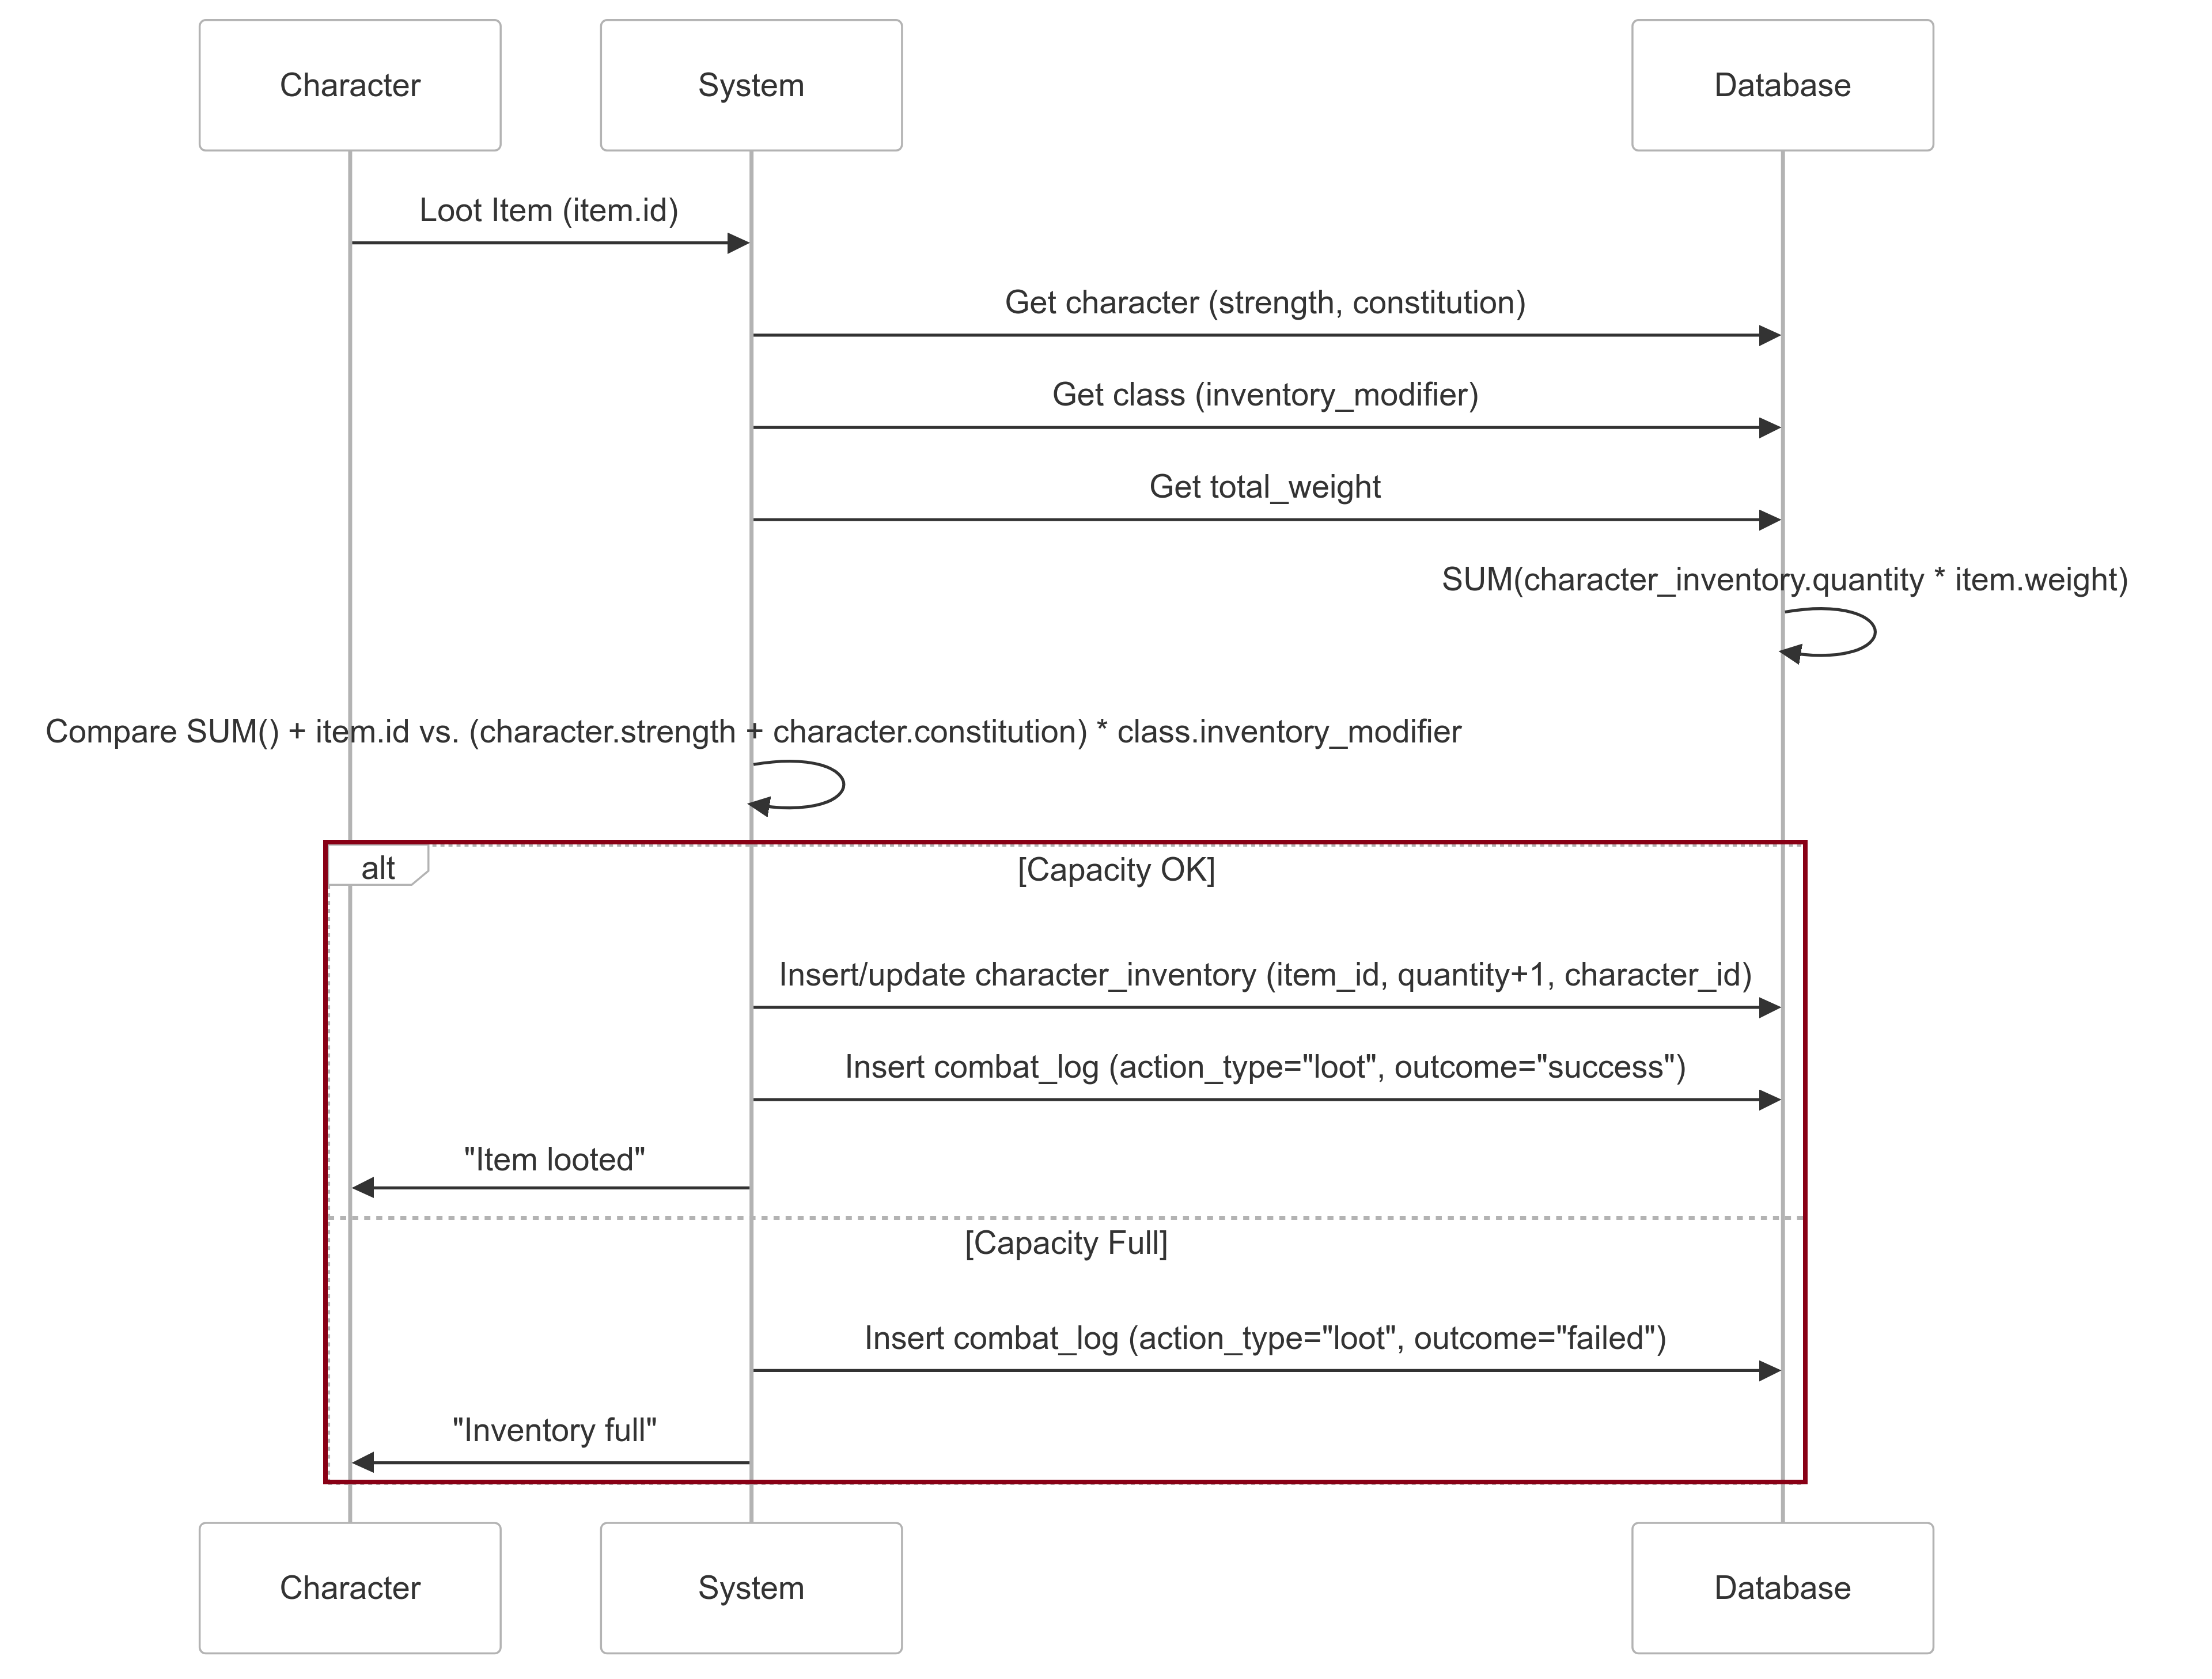 Character
System
Database
Loot Item (item.id)
Get character (strength, constitution)
Get class (inventory_modifier)
Get total_weight
SUM(character_inventory.quantity * item.weight)
Compare SUM() + item.id vs. (character.strength + character.constitution) * class.inventory_modifier
alt
[Capacity OK]
Insert/update character_inventory (item_id, quantity+1, character_id)
Insert combat_log (action_type="loot", outcome="success")
"Item looted"
[Capacity Full]
Insert combat_log (action_type="loot", outcome="failed")
"Inventory full"
Character
System
Database